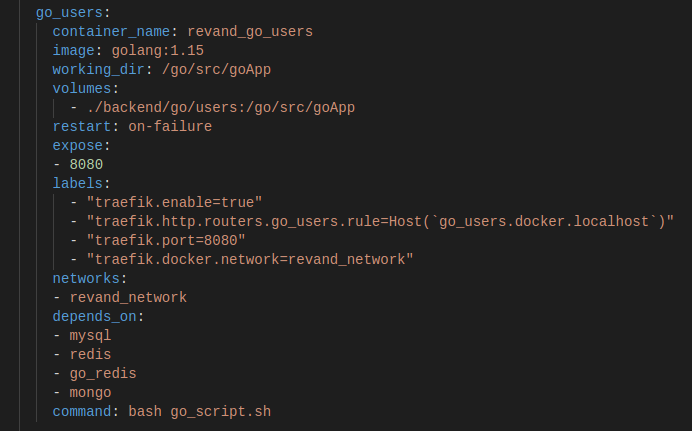 go_users:
container_name: revand_go_users
image: golang:1.15
working_dir: /go/src/goApp
volumes:
- ./backend/go/users:/go/src/goApp
restart: on-failure
expose:
- 8080
labels:
- "traefik.enable=true"
- "traefik.http.routers.go_users.rule=Host(`go_users.docker.localhost`)"
- "traefik.port=8080"
- "traefik.docker.network=revand_network"
networks:
- revand_network
depends_on:
- mysql
- redis
- go_redis
- mongo
command: bash go_script.sh